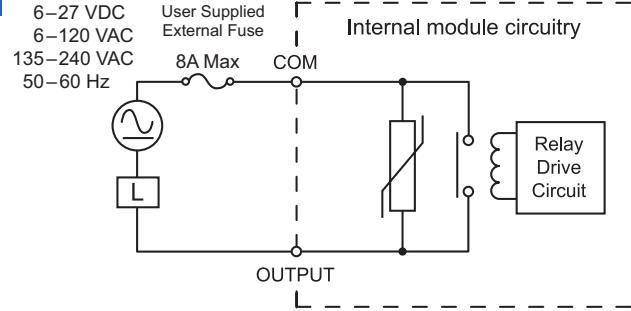 6–27 VDC
6–120 VAC
135–240 VAC
50–60 Hz
User Supplied
External Fuse
8A Max
COM
Internal module circuitry
L
Relay
Drive
Circuit
OUTPUT